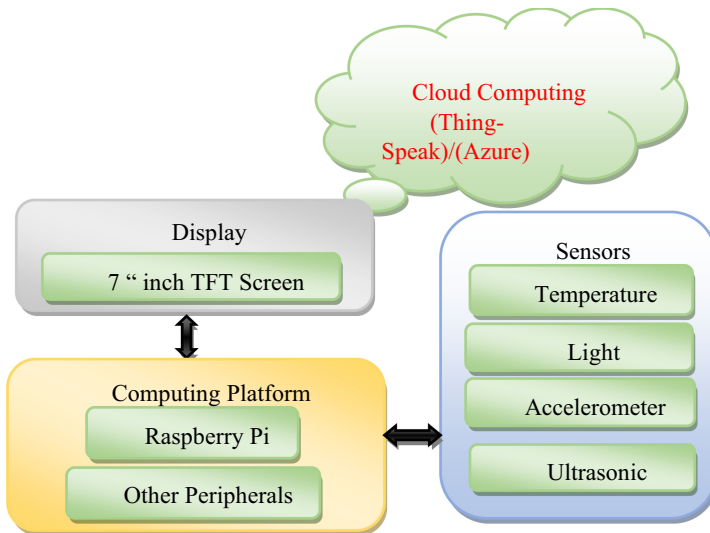 Cloud Computing
(Thing-
Speak)/(Azure)
Display
7 “ inch TFT Screen
Sensors
Temperature
Light
Accelerometer
Ultrasonic
Computing Platform
Raspberry Pi
Other Peripherals